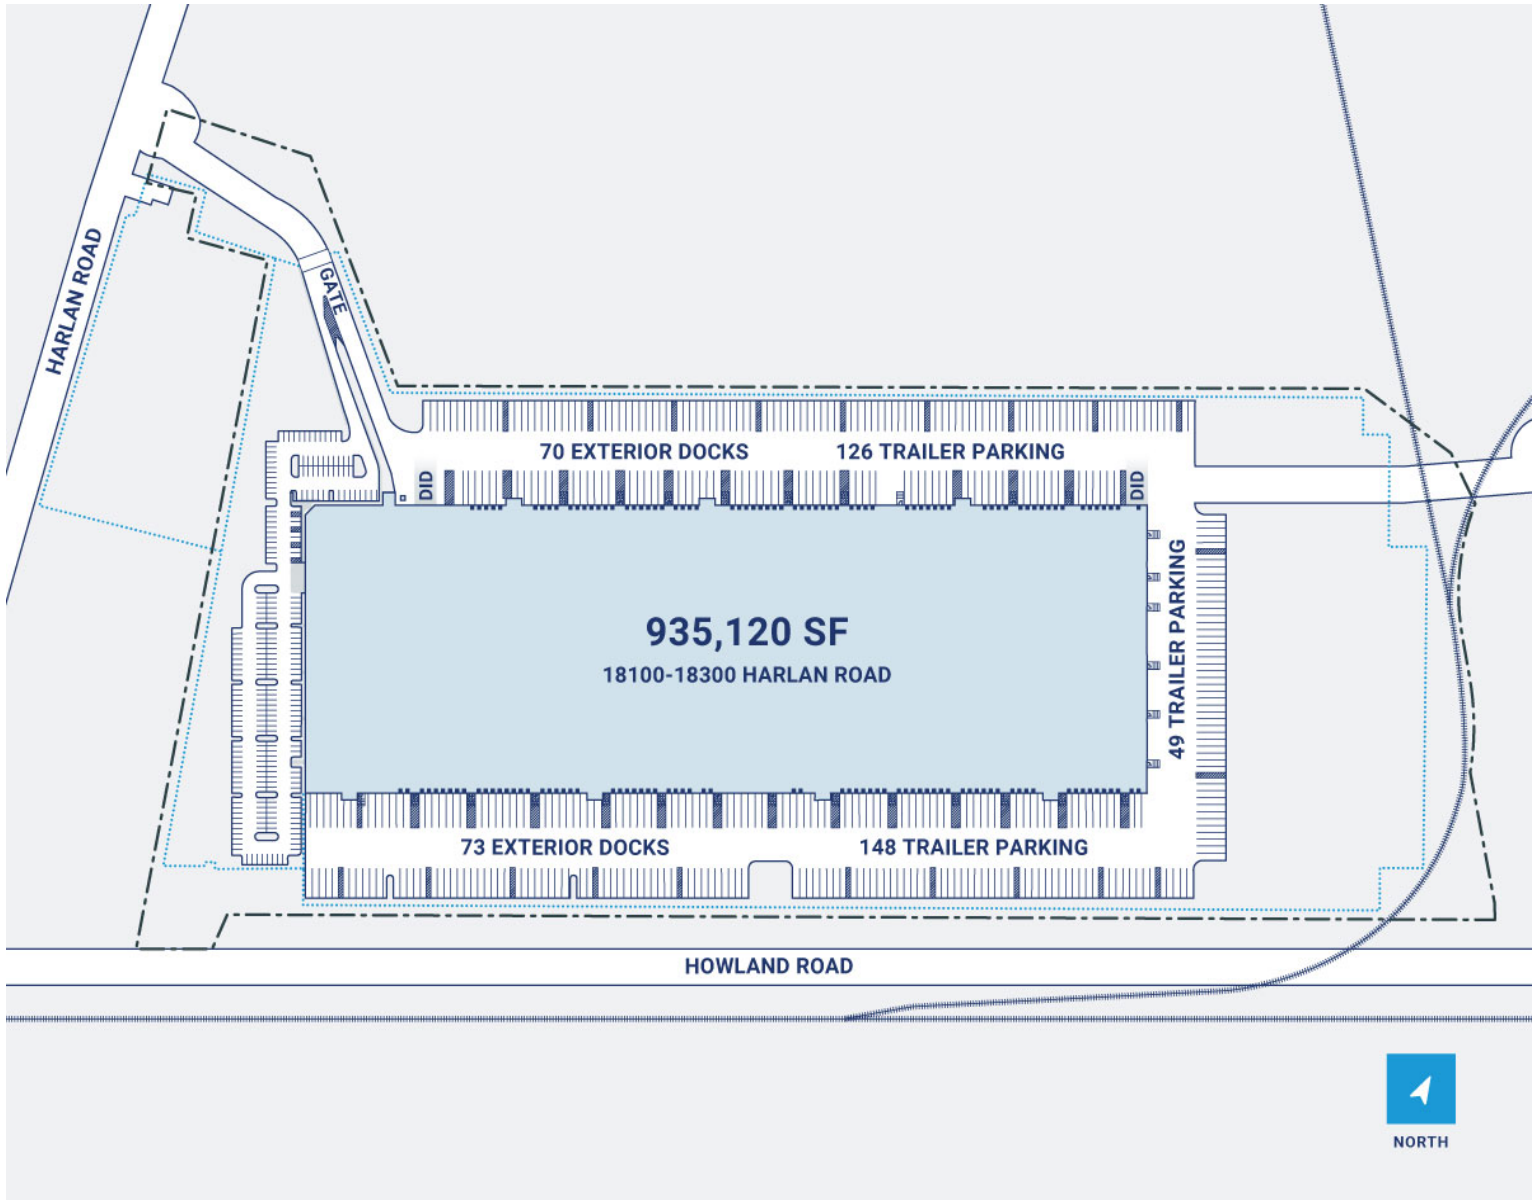 HARLAN ROAD
GATE
70 EXTERIOR DOCKS
126 TRAILER PARKING
DID
DID
935,120 SF
18100-18300 HARLAN ROAD
49 TRAILER PARKING
73 EXTERIOR DOCKS
148 TRAILER PARKING
HOWLAND ROAD
NORTH